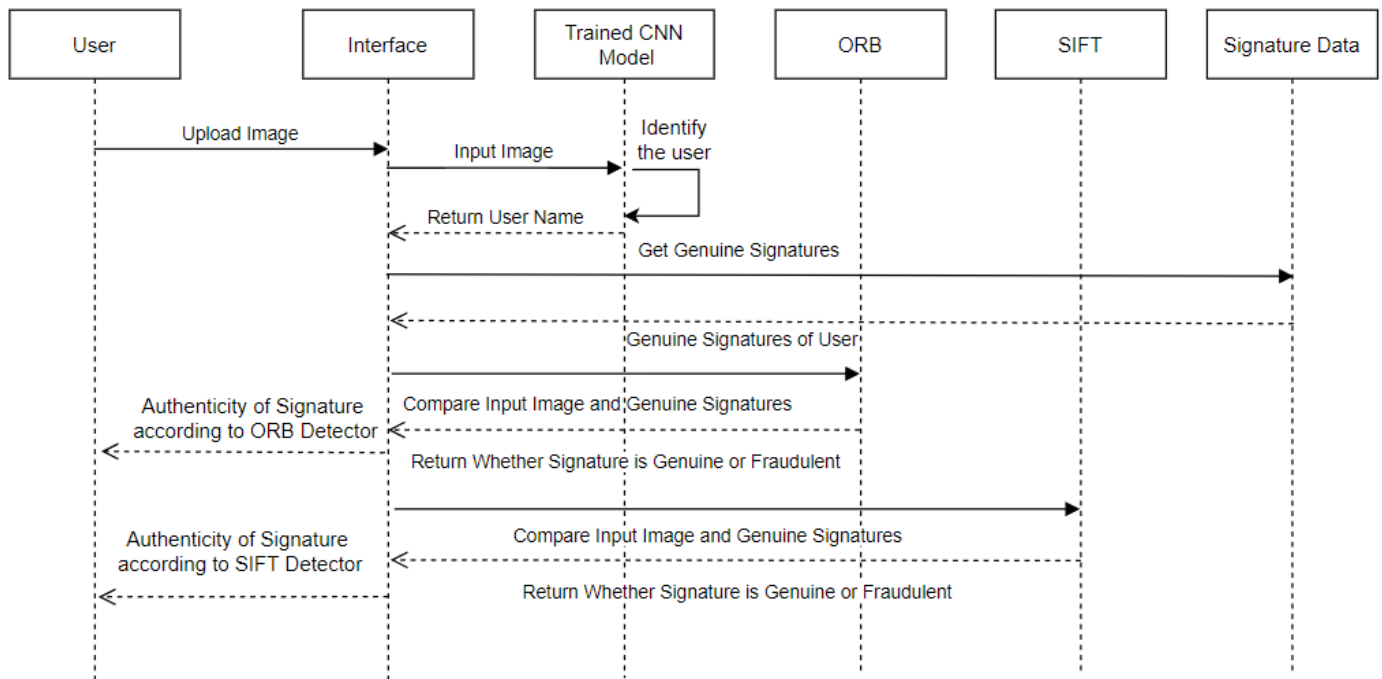 User
Interface
Trained CNN
Model
ORB
SIFT
Signature Data
Upload Image
Input Image
Identify
the user
Return User Name
Get Genuine Signatures
Genuine Signatures of User
Compare Input Image and Genuine Signatures
Authenticity of Signature
according to ORB Detector
Return Whether Signature is Genuine or Fraudulent
Compare Input Image and Genuine Signatures
Authenticity of Signature
according to SIFT Detector
Return Whether Signature is Genuine or Fraudulent